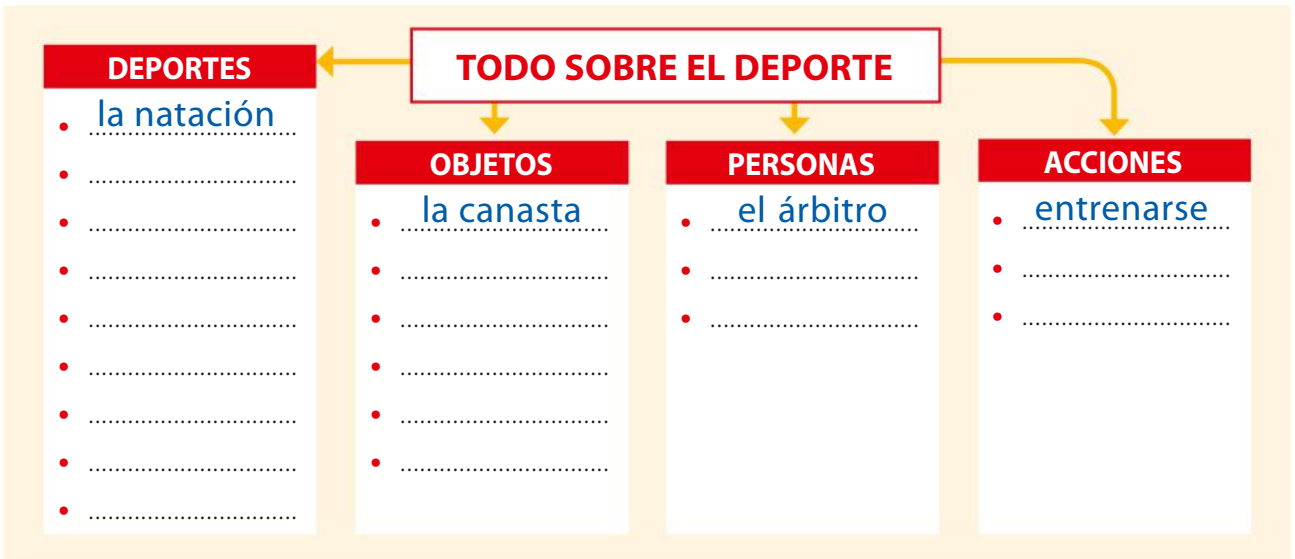 TODO SOBRE EL DEPORTE
DEPORTES
la natación
OBJETOS
la canasta
PERSONAS
el árbitro
ACCIONES
entrenarse